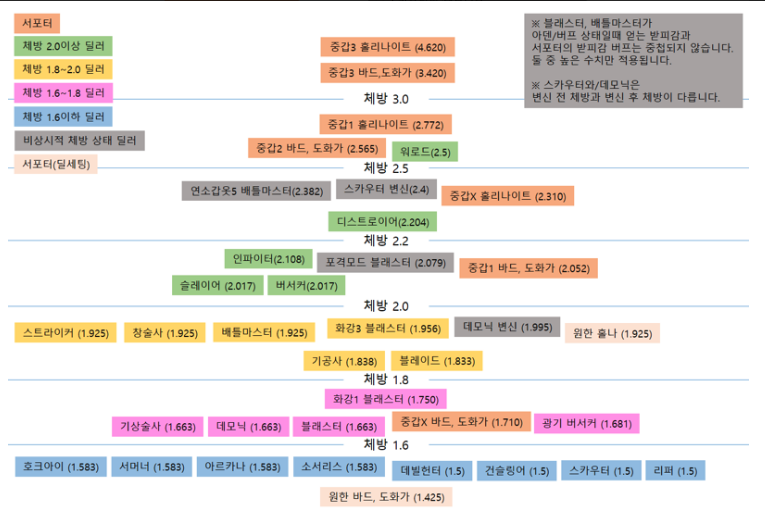 서포터
체방 2.0이상 딜러
체방 1.8~2.0 딜러
체방 1.6~1.8 딜러
체방 1.6이하 딜러
비상시적 체방 상태 딜러
서포터(딜세팅)
※ 블래스터, 배틀마스터가
아덴/버프 상태일때 얻는 받피감과
서포터의 받피감 버프는 중첩되지 않습니다.
둘 중 높은 수치만 적용됩니다.
※ 스카우터와/데모닉은
변신 전 체방과 변신 후 체방이 다릅니다.
중갑3 홀리나이트 (4.620)
중갑3 바드,도화가 (3.420)
체방 3.0
중갑1 홀리나이트 (2.772)
중갑2 바드, 도화가 (2.565)
워로드(2.5)
체방 2.5
연소갑옷5 배틀마스터(2.382)
스카우터 변신(2.4)
중갑X 홀리나이트 (2.310)
디스트로이어(2.204)
체방 2.2
인파이터(2.108)
포격모드 블래스터 (2.079)
중갑1 바드, 도화가 (2.052)
슬레이어 (2.017)
버서커(2.017)
체방 2.0
스트라이커 (1.925)
창술사 (1.925)
배틀마스터 (1.925)
화강3 블래스터 (1.956)
데모닉 변신 (1.995)
원한 홀나 (1.925)
기공사 (1.838)
블레이드 (1.833)
체방 1.8
화강1 블래스터 (1.750)
기상술사 (1.663)
데모닉 (1.663)
블래스터 (1.663)
중갑X 바드, 도화가 (1.710)
광기 버서커 (1.681)
체방 1.6
호크아이 (1.583)
서머너 (1.583)
아르카나 (1.583)
소서리스 (1.583)
데빌헌터 (1.5)
건슬링어 (1.5)
스카우터 (1.5)
리퍼 (1.5)
원한 바드, 도화가 (1.425)